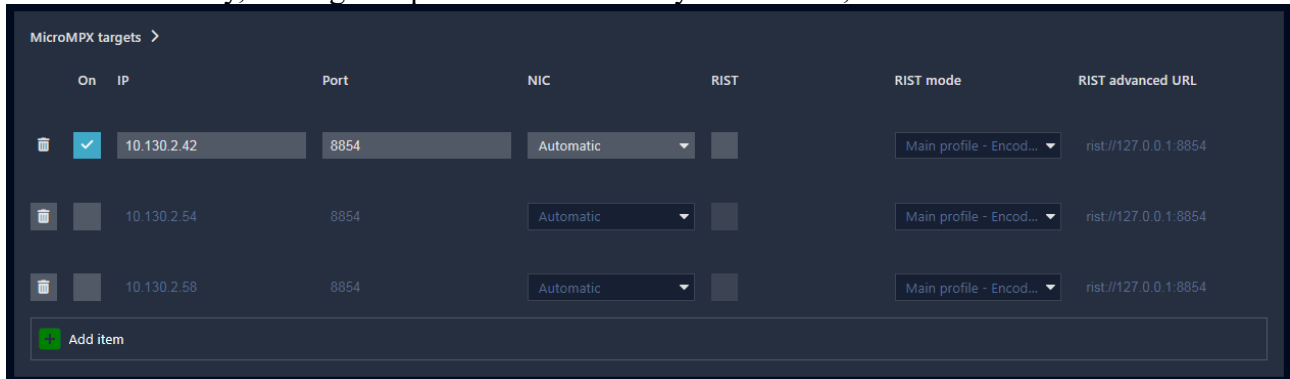 MicroMPX targets >
On IP Port NIC RIST RIST mode RIST advanced URL
10.130.2.42 8854 Automatic Main profile - Encod... rist://127.0.0.1:8854
10.130.2.54 8854 Automatic Main profile - Encod... rist://127.0.0.1:8854
10.130.2.58 8854 Automatic Main profile - Encod... rist://127.0.0.1:8854
+ Add item